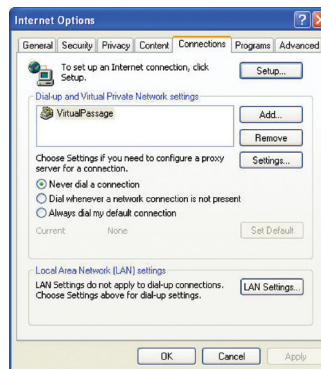 Internet Options
General Security Privacy Content Connections Programs Advanced
To set up an Internet connection, click
Setup.
Setup...
Dial-up and Virtual Private Network settings
VirtualPassage
Add...
Remove
Choose Settings if you need to configure a proxy
server for a connection.
Settings...
Never dial a connection
Dial whenever a network connection is not present
Always dial my default connection
Current None
Set Default
Local Area Network (LAN) settings
LAN Settings do not apply to dial-up connections.
Choose Settings above for dial-up settings.
LAN Settings...
OK Cancel Apply